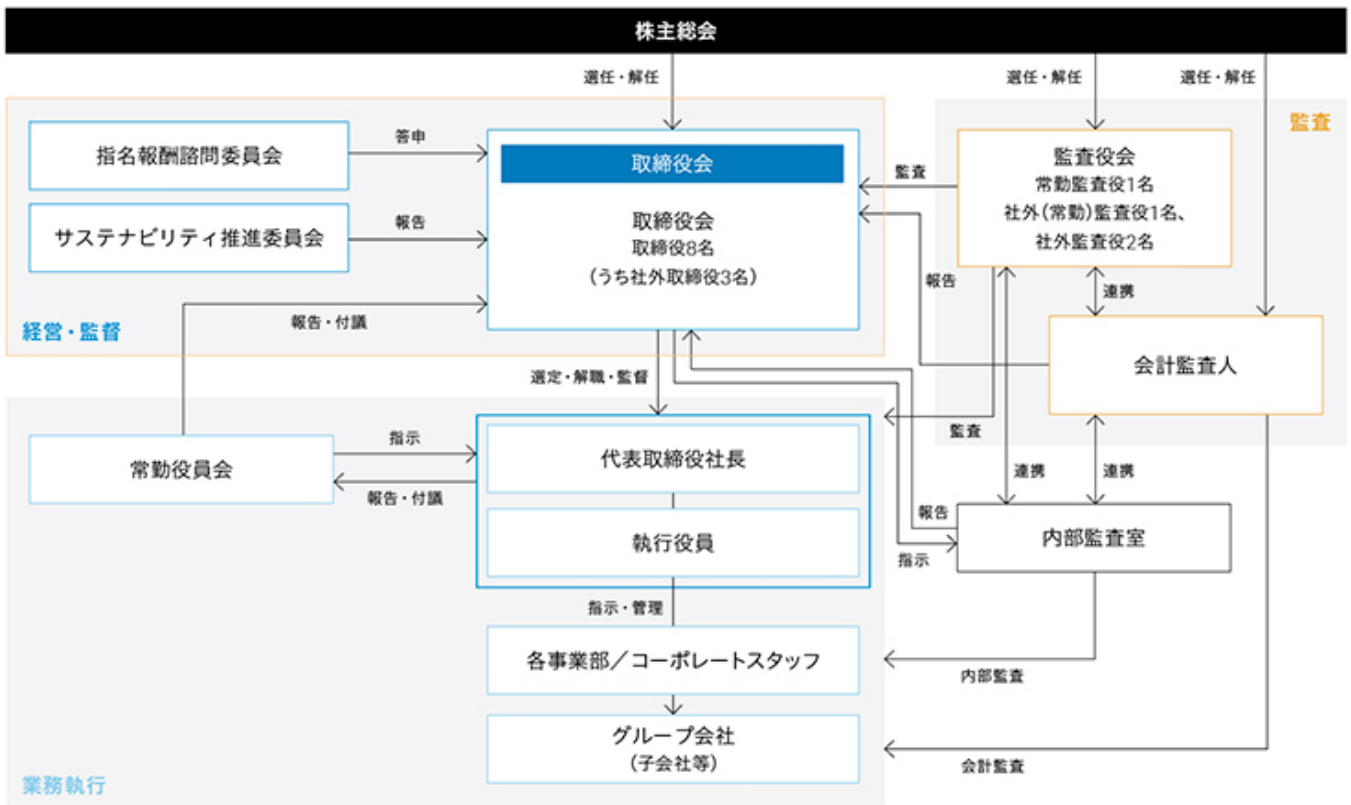 株主総会
選任・解任
選任・解任
選任・解任
監査
指名報酬諮問委員会
答申
取締役会
監査役会
常勤監査役1名
社外(常勤)監査役1名、
社外監査役2名
監査
サステナビリティ推進委員会
報告
取締役会
取締役8名
(うち社外取締役3名)
報告
連携
報告・付議
経営・監督
会計監査人
選定・解職・監督
監査
常勤役員会
指示
報告・付議
代表取締役社長
連携
連携
執行役員
報告
指示
内部監査室
指示・管理
各事業部／コーポレートスタッフ
内部監査
グループ会社
(子会社等)
会計監査
業務執行